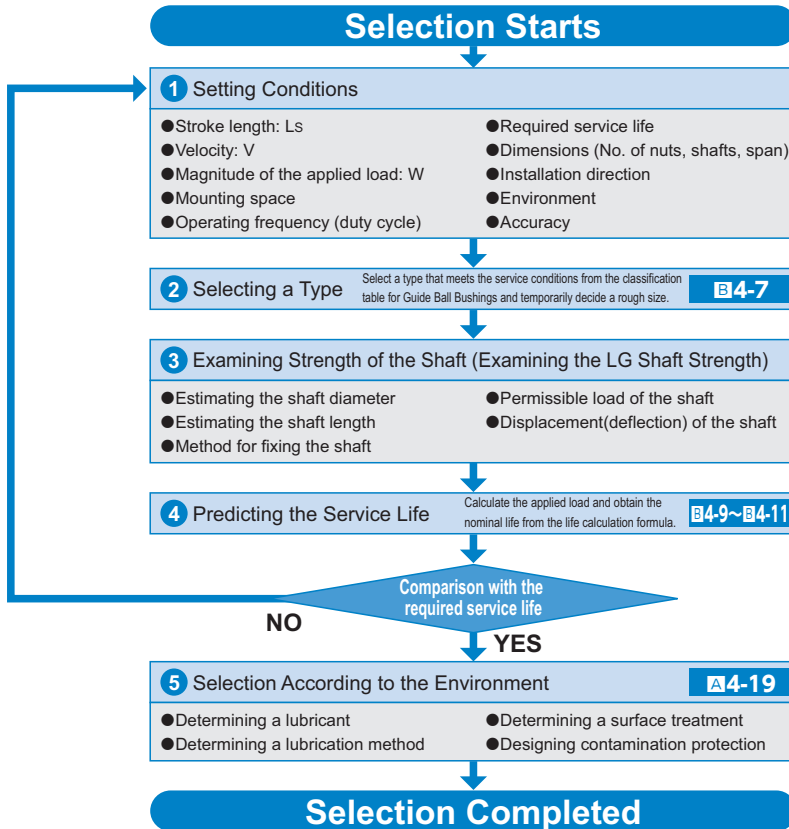 Selection Starts
1 Setting Conditions
●Stroke length: LS
●Velocity: V
●Magnitude of the applied load: W
●Mounting space
●Operating frequency (duty cycle)
●Required service life
●Dimensions (No. of nuts, shafts, span)
●Installation direction
●Environment
●Accuracy
2 Selecting a Type
Select a type that meets the service conditions from the classification
table for Guide Ball Bushings and temporarily decide a rough size.
B4-7
3 Examining Strength of the Shaft (Examining the LG Shaft Strength)
●Estimating the shaft diameter
●Estimating the shaft length
●Method for fixing the shaft
●Permissible load of the shaft
●Displacement(deflection) of the shaft
4 Predicting the Service Life
Calculate the applied load and obtain the
nominal life from the life calculation formula.
B4-9~B4-11
Comparison with the
required service life
NO
YES
5 Selection According to the Environment
A4-19
●Determining a lubricant
●Determining a lubrication method
●Determining a surface treatment
●Designing contamination protection
Selection Completed